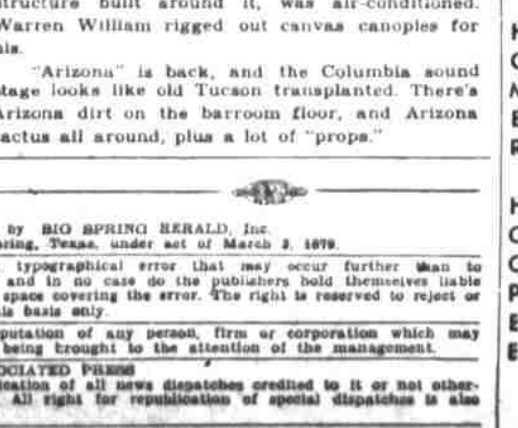 structure built around it, was air-conditioned.
Warren William rigged out canvas canopies for
his.
"Arizona" is back, and the Columbia sound
stage looks like old Tucson transplanted. There's
Arizona dirt on the barroom floor, and Arizona
cactus all around, plus a lot of "props."
by BIG SPRING HERALD, Inc.
Spring, Texas, under act of March 3, 1879.
typographical error that may occur further than to
and in no case do the publishers hold themselves liable
space covering the error. The right is reserved to reject or
this basis only.
reputation of any person, firm or corporation which may
being brought to the attention of the management.
ASSOCIATED PRESS
publication of all news dispatches credited to it or not other-
All right for republication of special dispatches is also
H
C
M
E
R
H
C
C
P
E
E